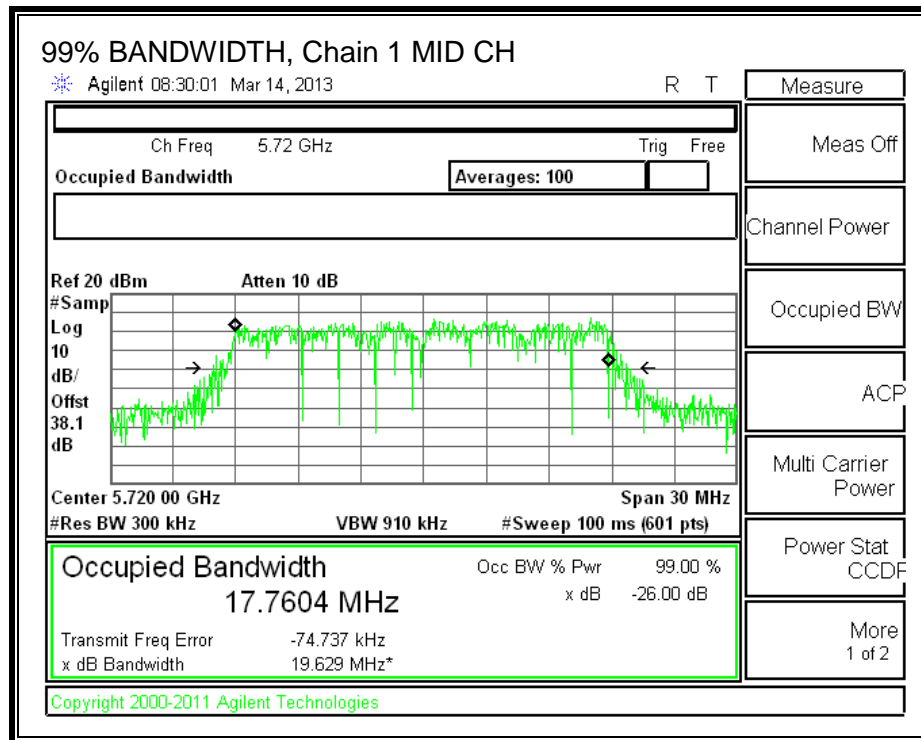 99% BANDWIDTH, Chain 1 MID CH
Agilent 08:30:01 Mar 14, 2013 R T
Measure
Ch Freq 5.72 GHz Trig Free
Occupied Bandwidth Averages: 100
Meas Off
Channel Power
Occupied BW
ACP
Multi Carrier
Power
Power Stat
CCDF
More
1 of 2
Ref 20 dBm Atten 10 dB
#Samp
Log
10
dB/
Offst
38.1
dB
Center 5.720 00 GHz Span 30 MHz
#Res BW 300 kHz VBW 910 kHz #Sweep 100 ms (601 pts)
Occupied Bandwidth Occ BW % Pwr 99.00 %
17.7604 MHz x dB -26.00 dB
Transmit Freq Error -74.737 kHz
x dB Bandwidth 19.629 MHz*
Copyright 2000-2011 Agilent Technologies